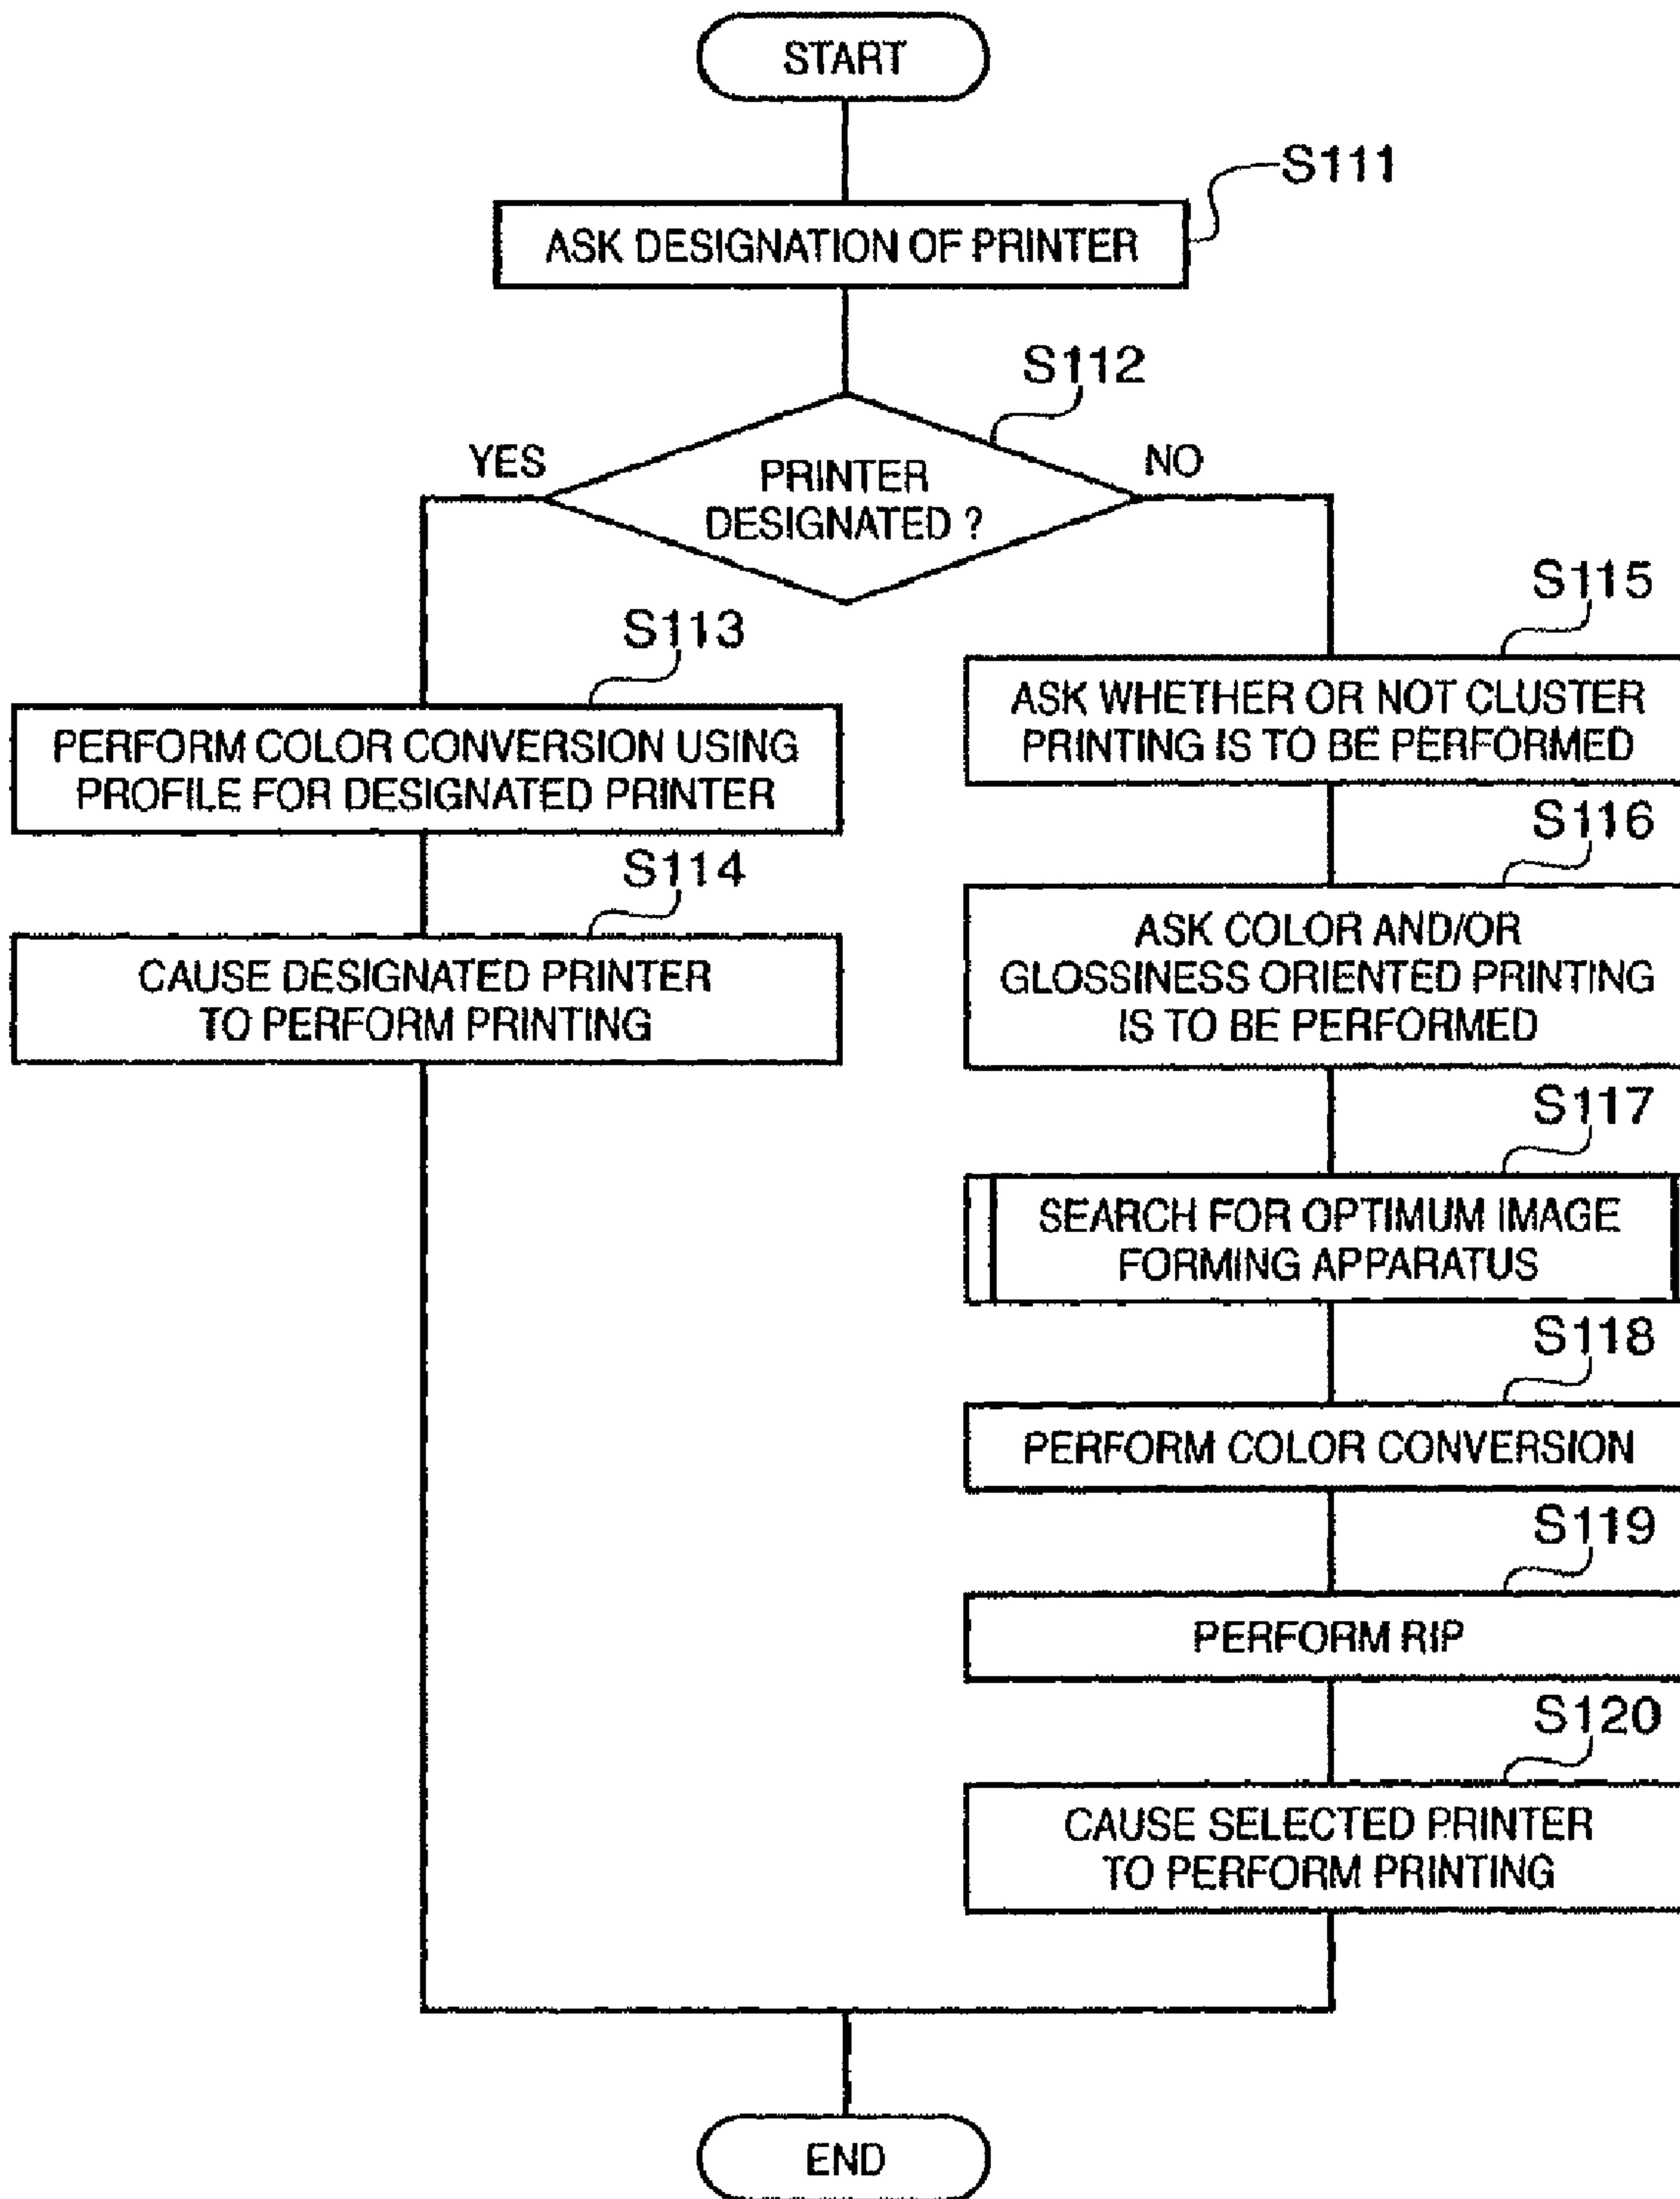 START
S111
ASK DESIGNATION OF PRINTER
S112
YES
NO
PRINTER
DESIGNATED ?
S113
PERFORM COLOR CONVERSION USING
PROFILE FOR DESIGNATED PRINTER
S114
CAUSE DESIGNATED PRINTER
TO PERFORM PRINTING
S115
ASK WHETHER OR NOT CLUSTER
PRINTING IS TO BE PERFORMED
S116
ASK COLOR AND/OR
GLOSSINESS ORIENTED PRINTING
IS TO BE PERFORMED
S117
SEARCH FOR OPTIMUM IMAGE
FORMING APPARATUS
S118
PERFORM COLOR CONVERSION
S119
PERFORM RIP
S120
CAUSE SELECTED PRINTER
TO PERFORM PRINTING
END